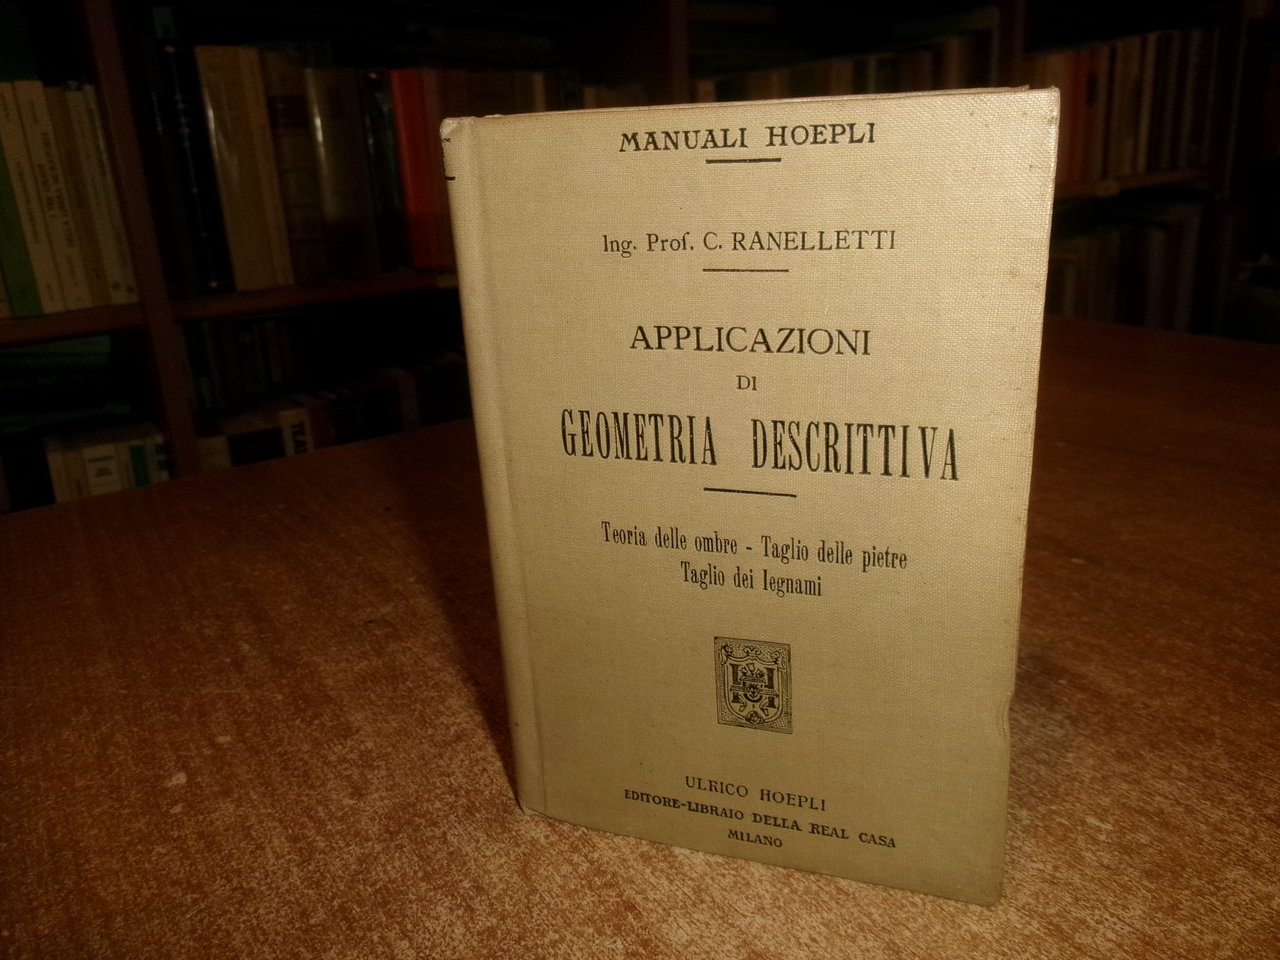 MANUALI HOEPLI
Ing. Prof. C. RANELLETTI
APPLICAZIONI
DI
GEOMETRIA DESCRITTIVA
Teoria delle ombre - Taglio delle pietre
Taglio dei legnami
ULRICO HOEPLI
EDITORE-LIBRAIO DELLA REAL CASA
MILANO